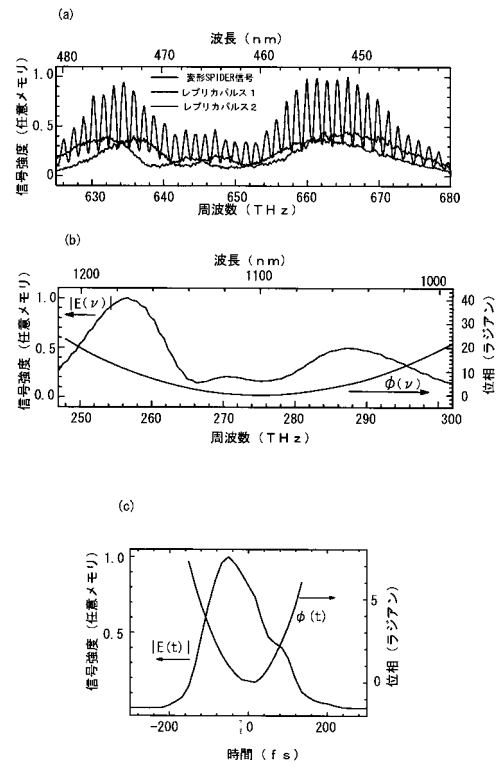 (a)
波長 (nm)
480 470 460 450
信号強度 (任意メモリ)
1.0
0.5
0
変形SPIDER信号
レプリカパルス1
レプリカパルス2
630 640 650 660 670 680
周波数 (THz)
(b)
波長 (nm)
1200 1100 1000
信号強度 (任意メモリ)
1.0
0.5
0.0
|E(ν)|
φ(ν)
40
30
20
10
0
位相 (ラジアン)
250 260 270 280 290 300
周波数 (THz)
(c)
信号強度 (任意メモリ)
1.0
0.5
|E(t)|
φ(t)
5
0
位相 (ラジアン)
-200 0 200
時間 (fs)